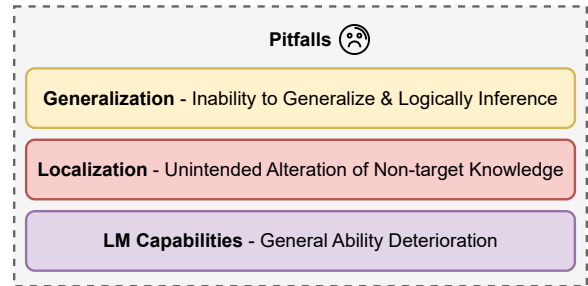 Pitfalls
Generalization - Inability to Generalize & Logically Inference
Localization - Unintended Alteration of Non-target Knowledge
LM Capabilities - General Ability Deterioration